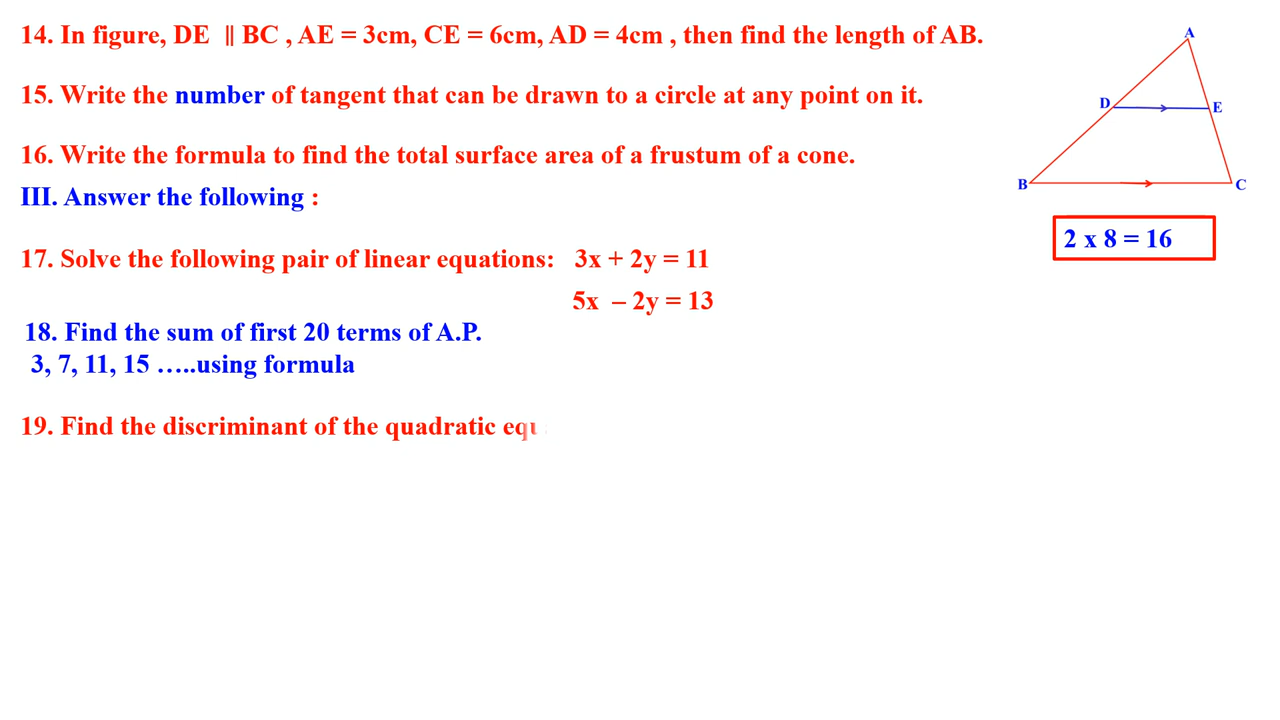 14. In figure, DE || BC , AE = 3cm, CE = 6cm, AD = 4cm , then find the length of AB.
A
D
E
B
C
15. Write the number of tangent that can be drawn to a circle at any point on it.
16. Write the formula to find the total surface area of a frustum of a cone.
III. Answer the following :
2 x 8 = 16
17. Solve the following pair of linear equations: 3x + 2y = 11
5x – 2y = 13
18. Find the sum of first 20 terms of A.P.
3, 7, 11, 15 …..using formula
19. Find the discriminant of the quadratic